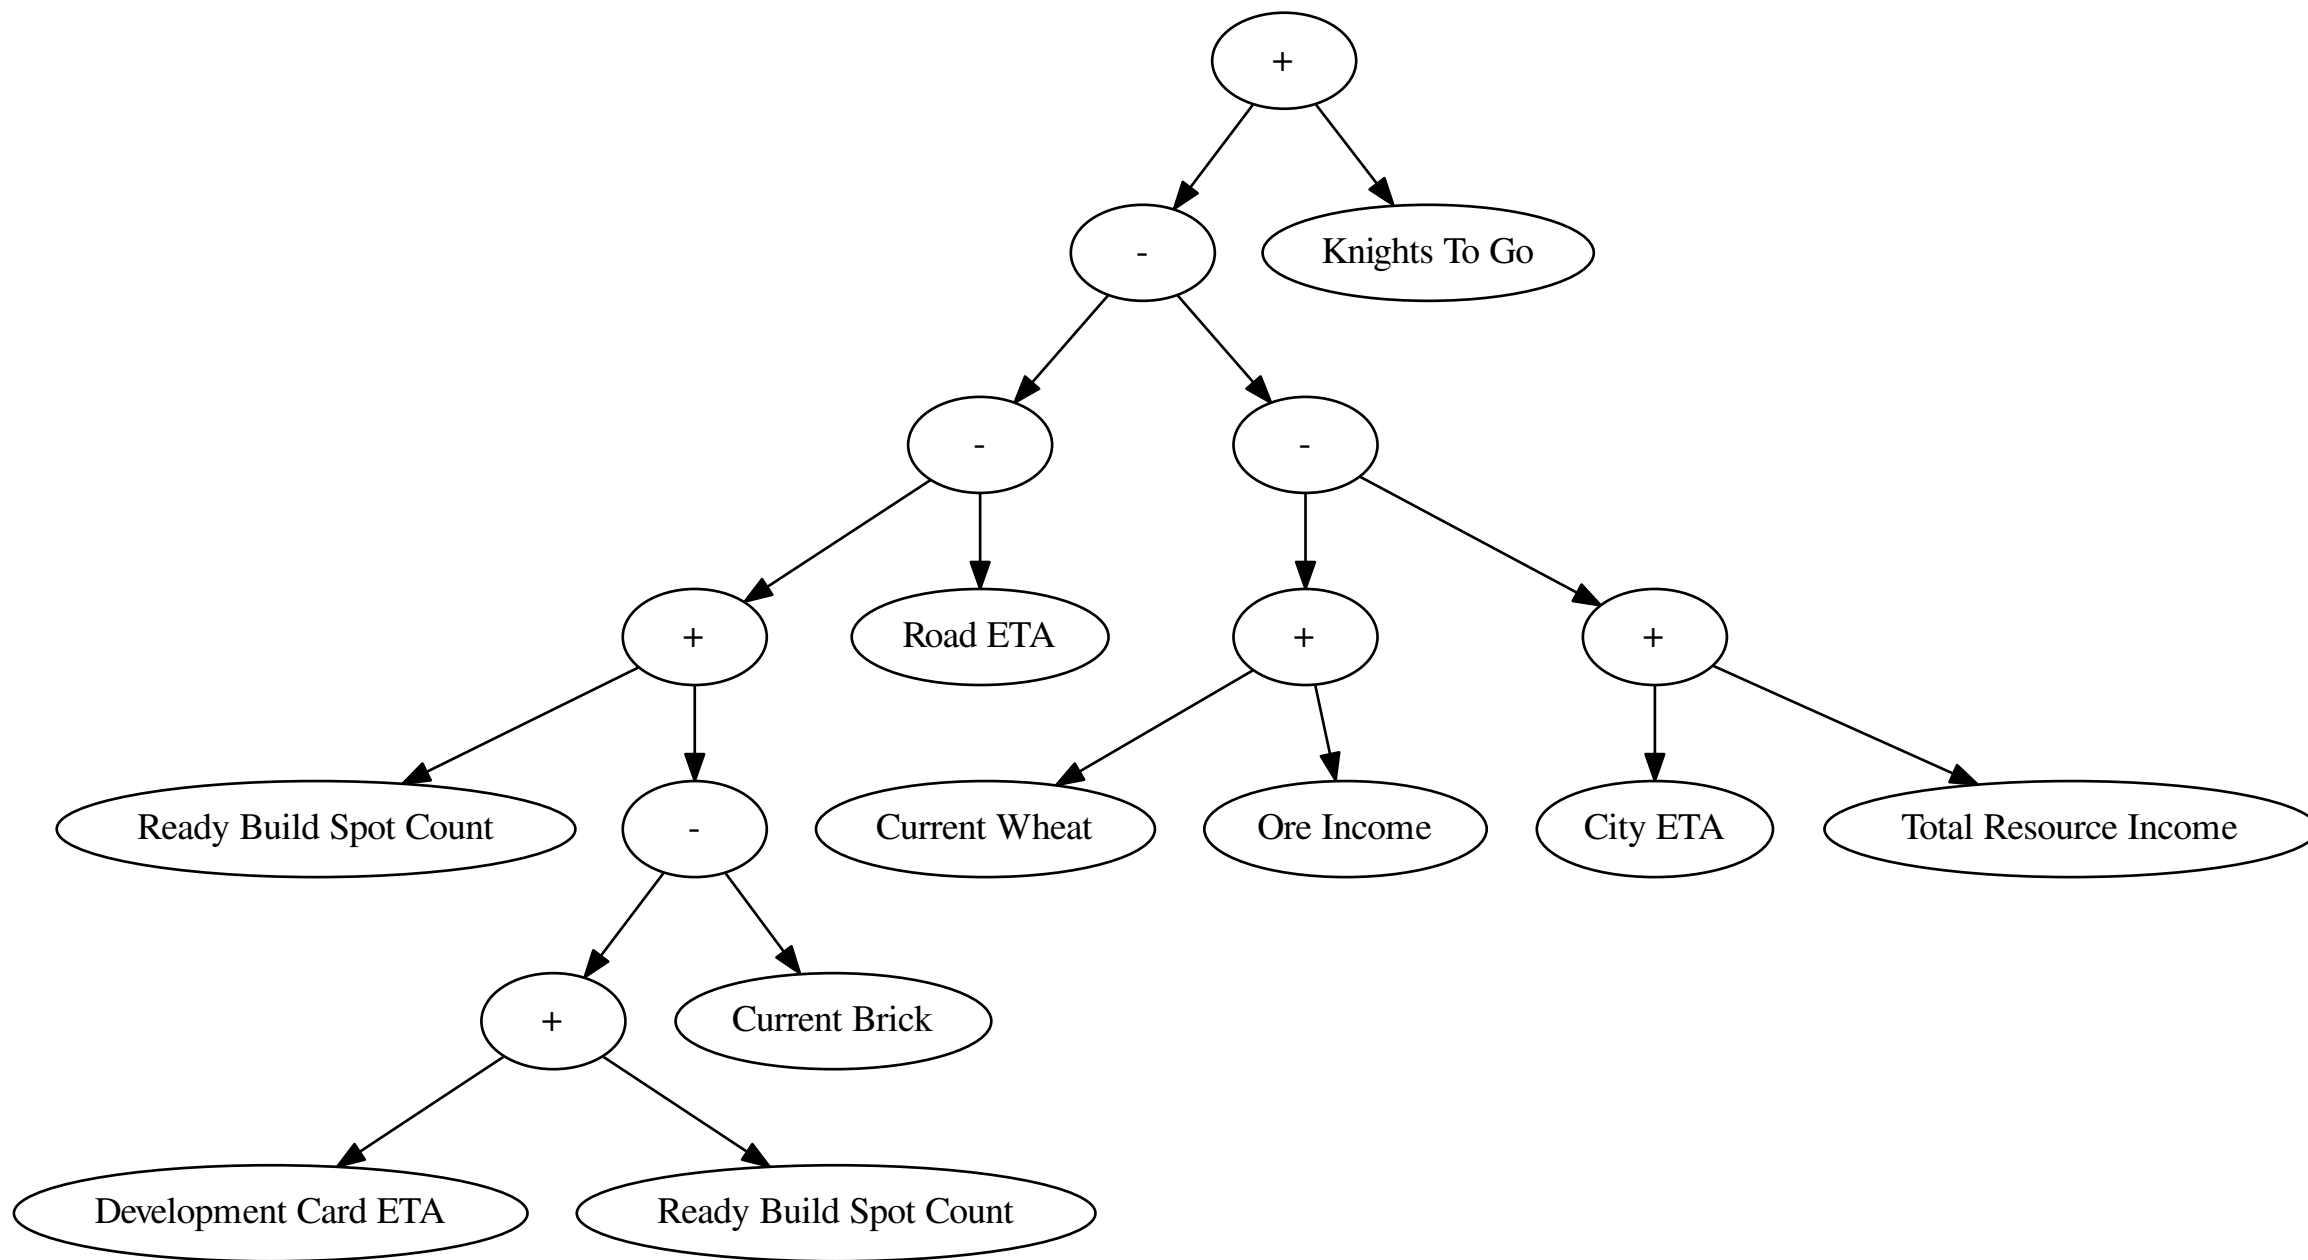 +
-
Knights To Go
-
-
+
Road ETA
+
+
Ready Build Spot Count
-
Current Wheat
Ore Income
City ETA
Total Resource Income
+
Current Brick
Development Card ETA
Ready Build Spot Count